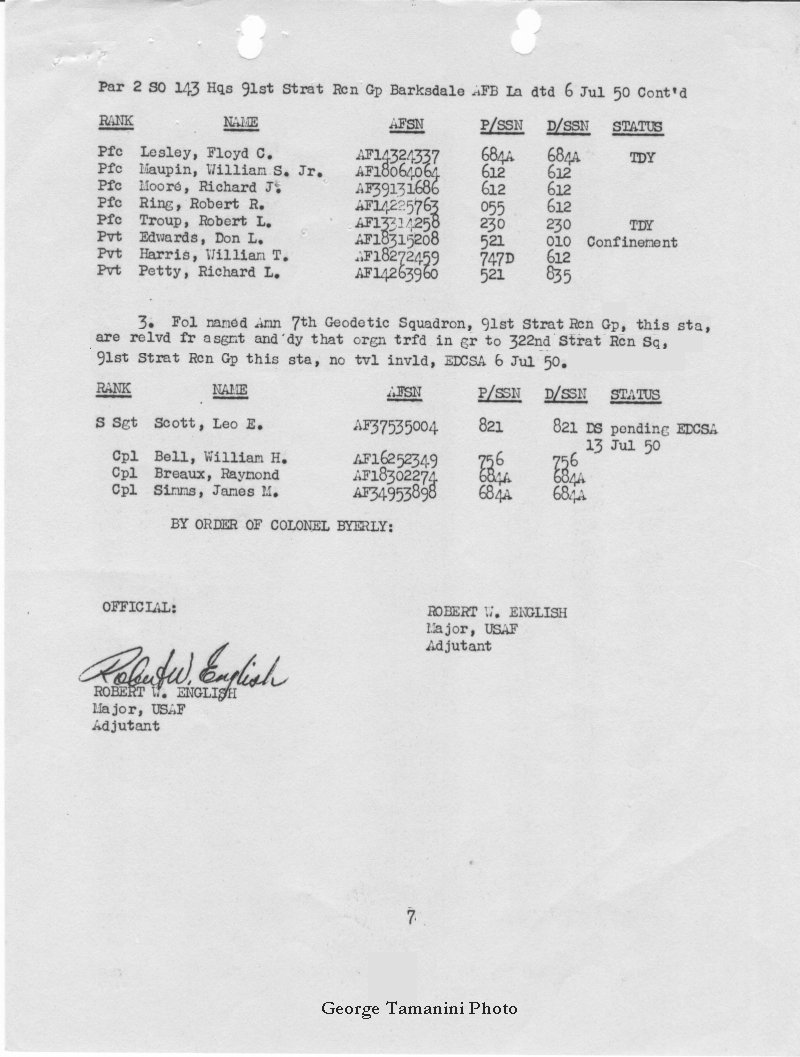 Par 2 SO 143 Hqs 91st Strat Rcn Gp Barksdale AFB La dtd 6 Jul 50 Cont'd
RANK NAME AFSN P/SSN D/SSN STATUS
Pfc Lesley, Floyd C. AF14324337 684A 684A TDY
Pfc Maupin, William S. Jr. AF18064064 612 612
Pfc Moore, Richard J. AF39131686 612 612
Pfc Ring, Robert R. AF14225763 055 612
Pfc Troup, Robert L. AF13314258 230 230 TDY
Pvt Edwards, Don L. AF18315208 521 010 Confinement
Pvt Harris, William T. AF18272459 747D 612
Pvt Petty, Richard L. AF14263960 521 835
3. Fol named Amn 7th Geodetic Squadron, 91st Strat Rcn Gp, this sta,
are relvd fr asgmt and dy that orgn trfd in gr to 322nd Strat Rcn Sq,
91st Strat Rcn Gp this sta, no tvl invld, EDCSA 6 Jul 50.
RANK NAME AFSN P/SSN D/SSN STATUS
S Sgt Scott, Leo E. AF37535004 821 821 DS pending EDCSA
13 Jul 50
Cpl Bell, William H. AF16252349 756 756
Cpl Breaux, Raymond AF18302274 684A 684A
Cpl Simms, James M. AF34953898 684A 684A
BY ORDER OF COLONEL BYERLY:
OFFICIAL:
ROBERT W. ENGLISH
Major, USAF
Adjutant
Robert W. English
ROBERT W. ENGLISH
Major, USAF
Adjutant
7
George Tamanini Photo